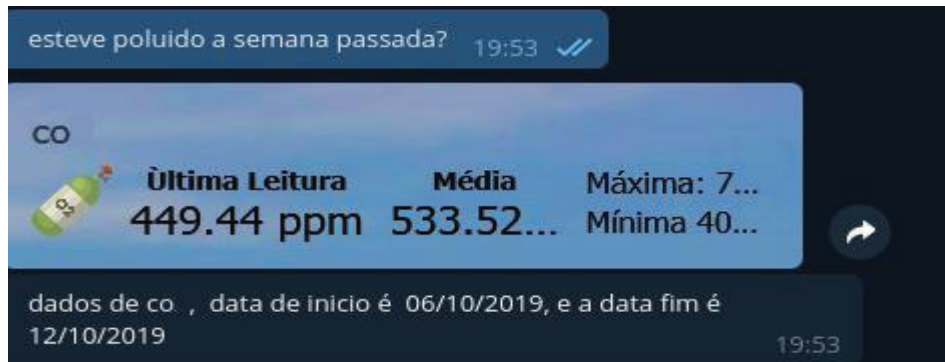 esteve poluido a semana passada? 19:53
CO
Ùltima Leitura Média Máxima: 7...
449.44 ppm 533.52... Mínima 40...
O₂
dados de co , data de inicio é 06/10/2019, e a data fim é
12/10/2019 19:53